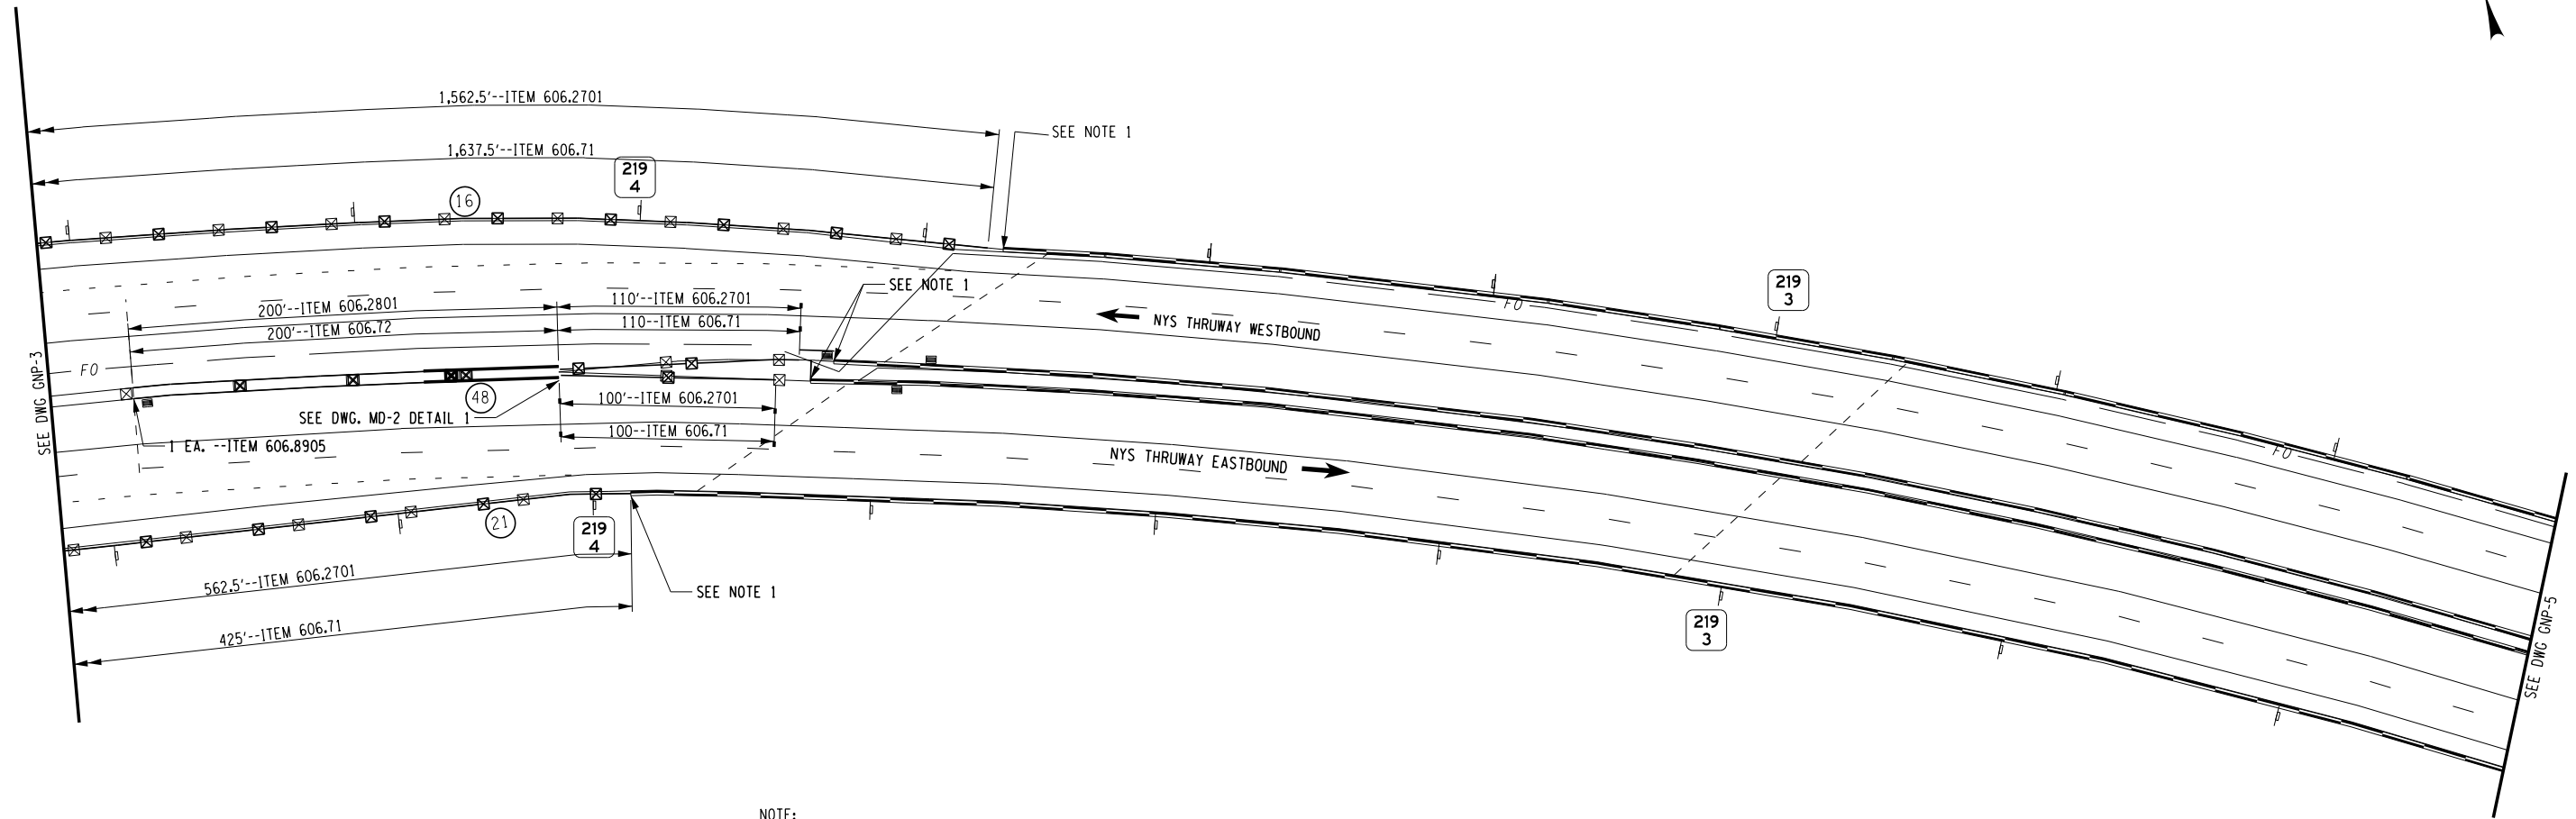 1,562.5'--ITEM 606.2701
SEE NOTE 1
1,637.5'--ITEM 606.71
219
4
16
SEE NOTE 1
219
3
FO
200'--ITEM 606.2801
110'--ITEM 606.2701
200'--ITEM 606.72
110--ITEM 606.71
NYS THRUWAY WESTBOUND
FO
SEE DWG GNP-3
48
SEE DWG. MD-2 DETAIL 1
100'--ITEM 606.2701
1 EA. --ITEM 606.8905
100--ITEM 606.71
NYS THRUWAY EASTBOUND
FO
21
219
4
562.5'--ITEM 606.2701
SEE NOTE 1
425'--ITEM 606.71
219
3
SEE DWG GNP-5
NOTE: